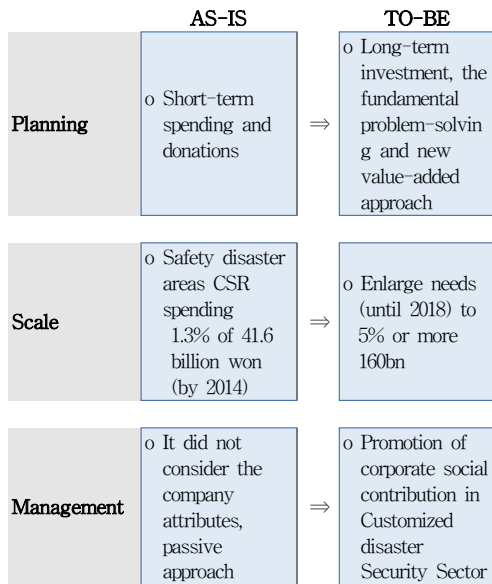 AS-IS TO-BE
Planning
o Short-term
spending and
donations
⇒
o Long-term
investment, the
fundamental
problem-solvin
g and new
value-added
approach
Scale
o Safety disaster
areas CSR
spending
1.3% of 41.6
billion won
(by 2014)
⇒
o Enlarge needs
(until 2018) to
5% or more
160bn
Management
o It did not
consider the
company
attributes,
passive
approach
⇒
o Promotion of
corporate social
contribution in
Customized
disaster
Security Sector